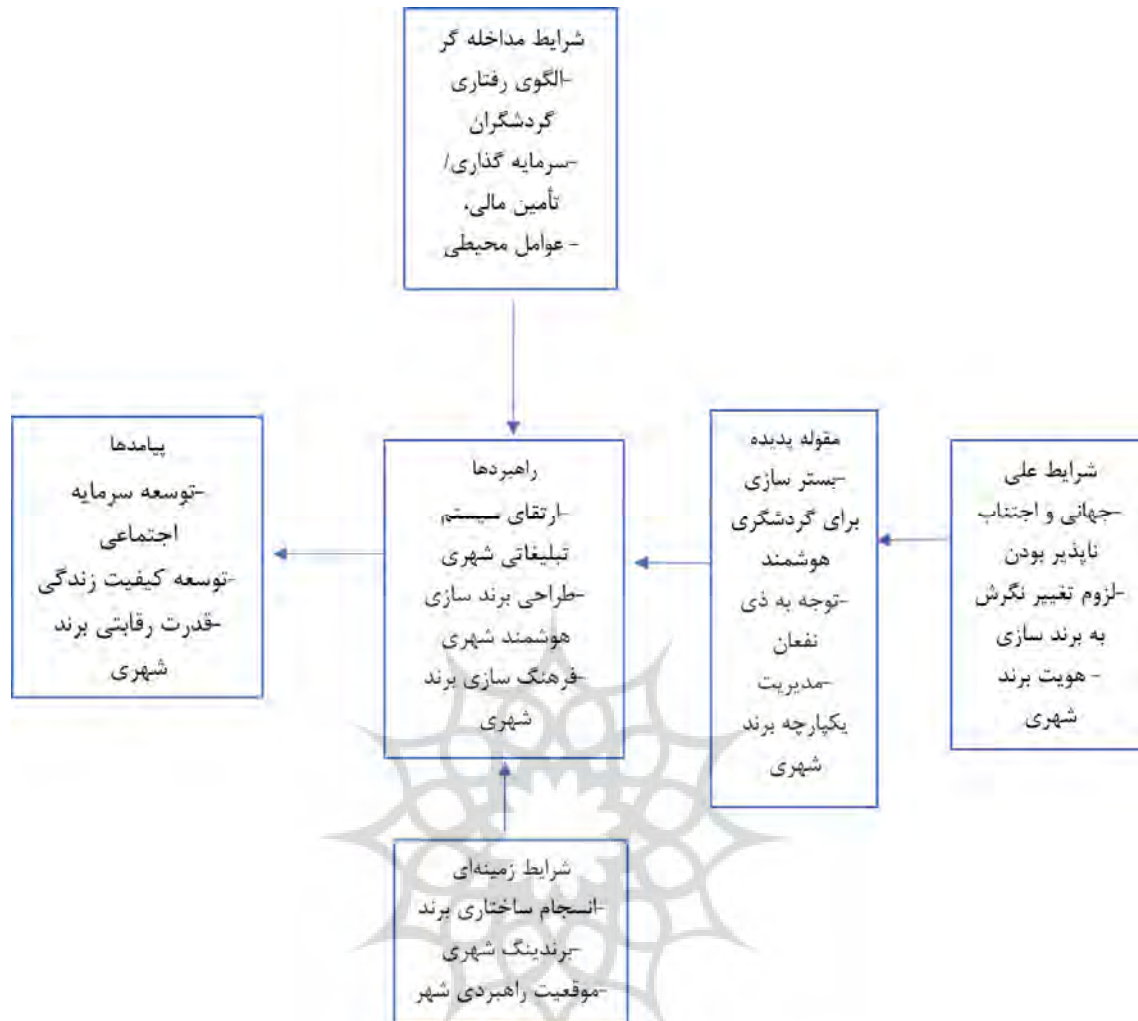 شرایط مداخله گر
-الگوی رفتاری
گردشگران
-سرمایه گذاری/
تأمین مالی،
- عوامل محیطی
شرایط علی
-جهانی و اجتناب
ناپذیر بودن
-لزوم تغییر نگرش
به برند سازی
- هویت برند
شهری
مقوله پدیده
-بستر سازی
برای گردشگری
هوشمند
-توجه به ذی
نفعان
-مدیریت
یکپارچه برند
شهری
راهبردها
-ارتقای سیستم
تبلیغاتی شهری
-طراحی برند سازی
هوشمند شهری
-فرهنگ سازی برند
شهری
پیامدها
-توسعه سرمایه
اجتماعی
-توسعه کیفیت زندگی
-قدرت رقابتی برند
شهری
شرایط زمینه‌ای
-انسجام ساختاری برند
-برندینگ شهری
-موقعیت راهبردی شهر